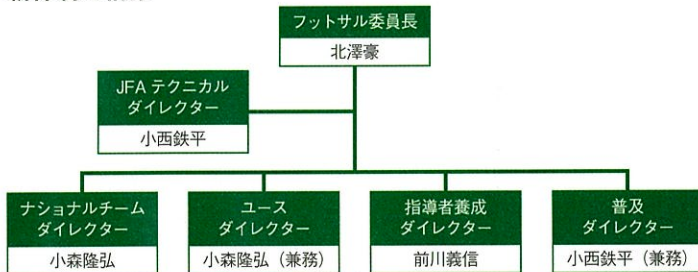 フットサル委員長
北澤豪
JFA テクニカル
ダイレクター
小西鉄平
ナショナルチーム
ダイレクター
小森隆弘
ユース
ダイレクター
小森隆弘（兼務）
指導者養成
ダイレクター
前川義信
普及
ダイレクター
小西鉄平（兼務）